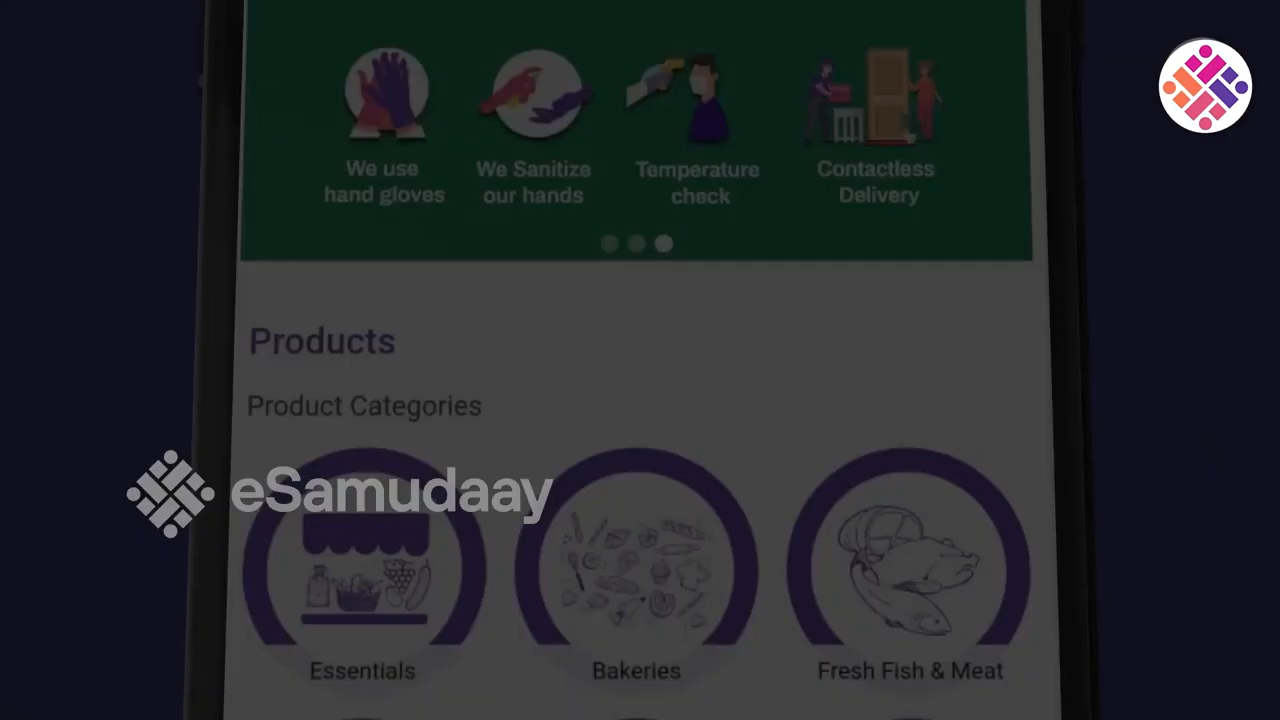 We use
hand gloves
We Sanitize
our hands
Temperature
check
Contactless
Delivery
Products
Product Categories
eSamudaay
Essentials
Bakeries
Fresh Fish & Meat